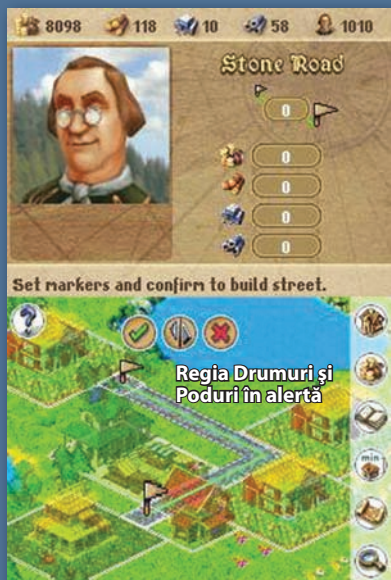 8098 118 10 58 1010
Stone Road
0
0
0
0
0
Set markers and confirm to build street.
?
Regia Drumuri şi
Poduri în alertă
min